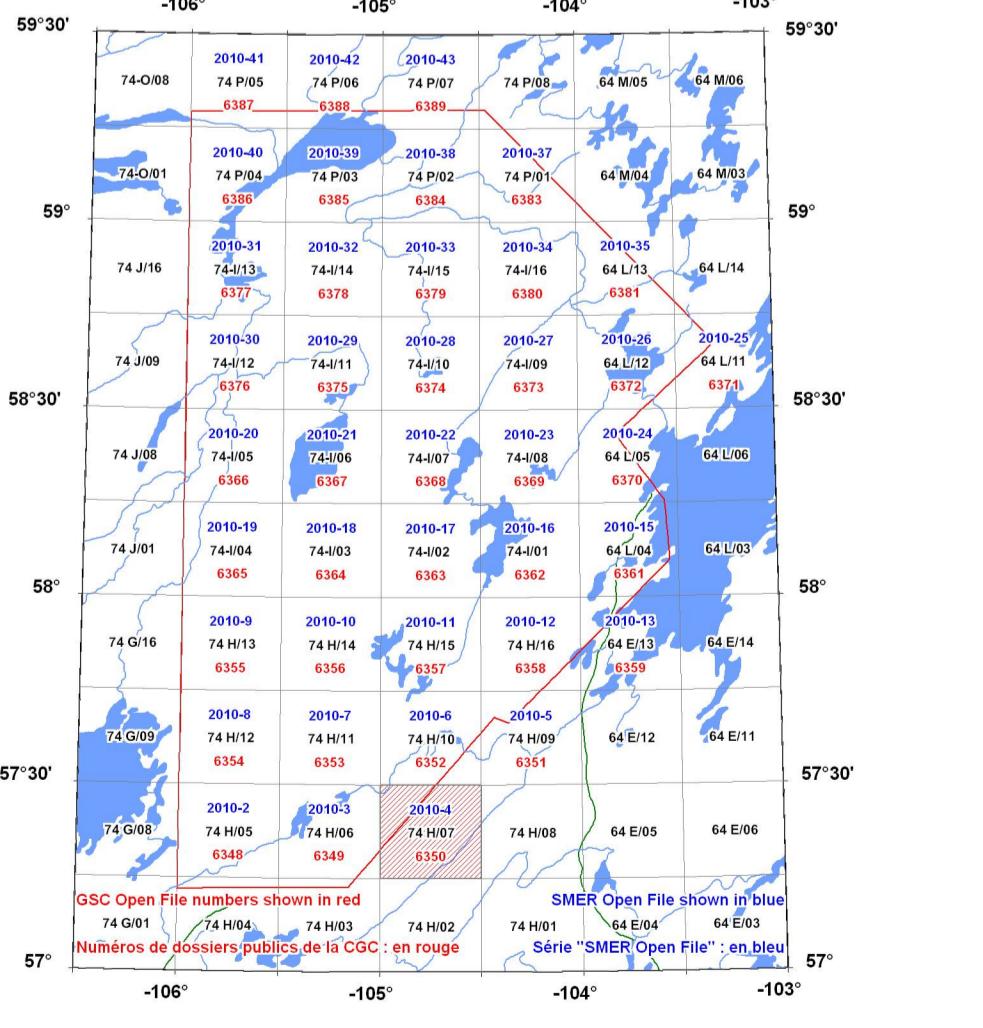 -106° -105° -104° -103°
59°30' 59°30'
2010-41 2010-42 2010-43
74-O/08 74 P/05 74 P/06 74 P/07 74 P/08 64 M/05 64 M/06
6387 6388 6389
2010-40 2010-39 2010-38 2010-37
74-O/01 74 P/04 74 P/03 74 P/02 74 P/01 64 M/04 64 M/03
6386 6385 6384 6383
59° 59°
2010-31 2010-32 2010-33 2010-34 2010-35
74 J/16 74-I/13 74-I/14 74-I/15 74-I/16 64 L/13 64 L/14
6377 6378 6379 6380 6381
2010-30 2010-29 2010-28 2010-27 2010-26 2010-25
74 J/09 74-I/12 74-I/11 74-I/10 74-I/09 64 L/12 64 L/11
6376 6375 6374 6373 6372 6371
58°30' 58°30'
2010-20 2010-21 2010-22 2010-23 2010-24
74 J/08 74-I/05 74-I/06 74-I/07 74-I/08 64 L/05 64 L/06
6366 6367 6368 6369 6370
2010-19 2010-18 2010-17 2010-16 2010-15
74 J/01 74-I/04 74-I/03 74-I/02 74-I/01 64 L/04 64 L/03
6365 6364 6363 6362 6361
58° 58°
2010-9 2010-10 2010-11 2010-12 2010-13
74 G/16 74 H/13 74 H/14 74 H/15 74 H/16 64 E/13 64 E/14
6355 6356 6357 6358 6359
2010-8 2010-7 2010-6 2010-5
74 G/09 74 H/12 74 H/11 74 H/10 74 H/09 64 E/12 64 E/11
6354 6353 6352 6351
57°30' 57°30'
2010-2 2010-3 2010-4
74 G/08 74 H/05 74 H/06 74 H/07 74 H/08 64 E/05 64 E/06
6348 6349 6350
GSC Open File numbers shown in red SMER Open File shown in blue
74 G/01 74 H/04 74 H/03 74 H/02 74 H/01 64 E/04 64 E/03
Numéros de dossiers publics de la CGC : en rouge Série "SMER Open File" : en bleu
57° 57°
-106° -105° -104° -103°